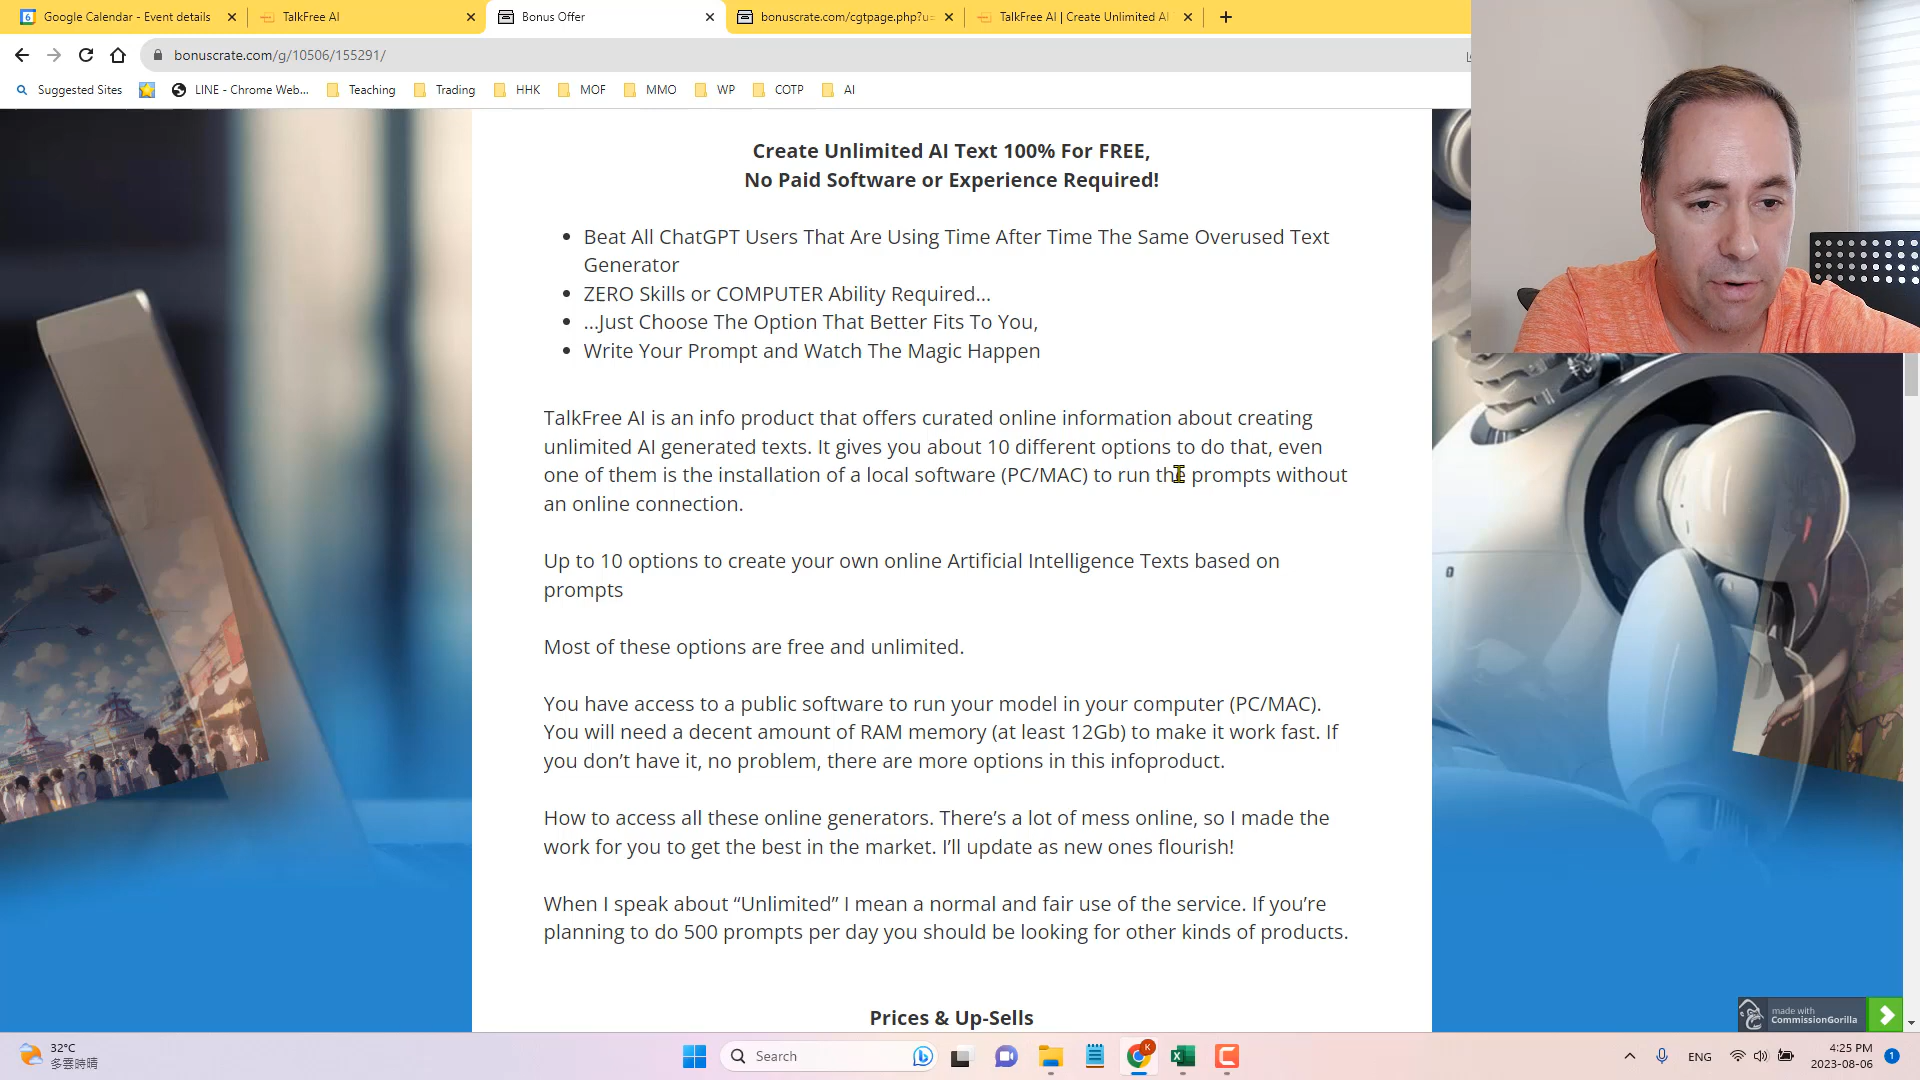 Google Calendar - Event details
TalkFree AI
Bonus Offer
bonuscrate.com/cgtpage.php?u=
TalkFree AI | Create Unlimited AI
bonuscrate.com/g/10506/155291/
Suggested Sites
LINE - Chrome Web...
Teaching
Trading
HHK
MOF
MMO
WP
COTP
AI
Create Unlimited AI Text 100% For FREE,
No Paid Software or Experience Required!
Beat All ChatGPT Users That Are Using Time After Time The Same Overused Text
Generator
ZERO Skills or COMPUTER Ability Required...
...Just Choose The Option That Better Fits To You,
Write Your Prompt and Watch The Magic Happen
TalkFree AI is an info product that offers curated online information about creating
unlimited AI generated texts. It gives you about 10 different options to do that, even
one of them is the installation of a local software (PC/MAC) to run the prompts without
an online connection.
Up to 10 options to create your own online Artificial Intelligence Texts based on
prompts
Most of these options are free and unlimited.
You have access to a public software to run your model in your computer (PC/MAC).
You will need a decent amount of RAM memory (at least 12Gb) to make it work fast. If
you don’t have it, no problem, there are more options in this infoproduct.
How to access all these online generators. There’s a lot of mess online, so I made the
work for you to get the best in the market. I’ll update as new ones flourish!
When I speak about “Unlimited” I mean a normal and fair use of the service. If you’re
planning to do 500 prompts per day you should be looking for other kinds of products.
Prices & Up-Sells
made with
CommissionGorilla
32°C
多雲時晴
Search
K
ENG
4:25 PM
2023-08-06
1